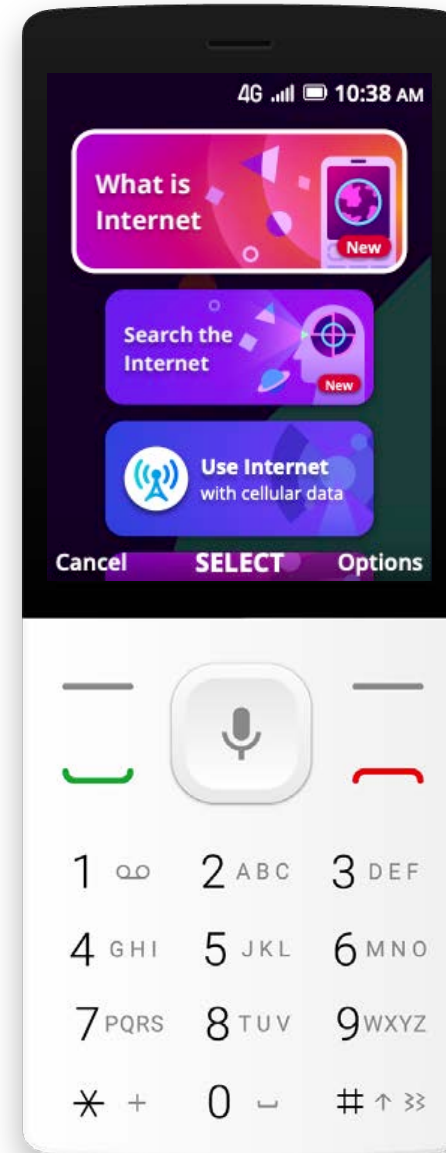 4G 10:38 AM
What is
Internet
New
Search the
Internet
New
Use Internet
with cellular data
Cancel SELECT Options
1 2 ABC 3 DEF
4 GHI 5 JKL 6 MNO
7 PQRS 8 TUV 9 WXYZ
* + 0 #